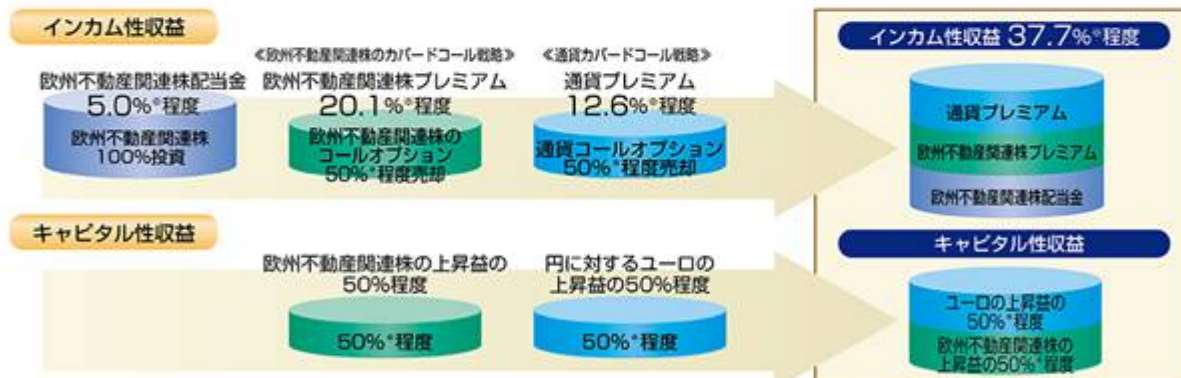 インカム性収益
欧州不動産関連株配当金
5.0%*程度
欧州不動産関連株
100%投資
≪欧州不動産関連株のカバードコール戦略≫
欧州不動産関連株プレミアム
20.1%*程度
欧州不動産関連株の
コールオプション
50%*程度売却
≪通貨カバードコール戦略≫
通貨プレミアム
12.6%*程度
通貨コールオプション
50%*程度売却
インカム性収益 37.7%*程度
通貨プレミアム
欧州不動産関連株プレミアム
欧州不動産関連株配当金
キャピタル性収益
欧州不動産関連株の上昇益の
50%程度
50%*程度
円に対するユーロの
上昇益の50%程度
50%*程度
キャピタル性収益
ユーロの上昇益の
50%*程度
欧州不動産関連株の
上昇益の50%*程度